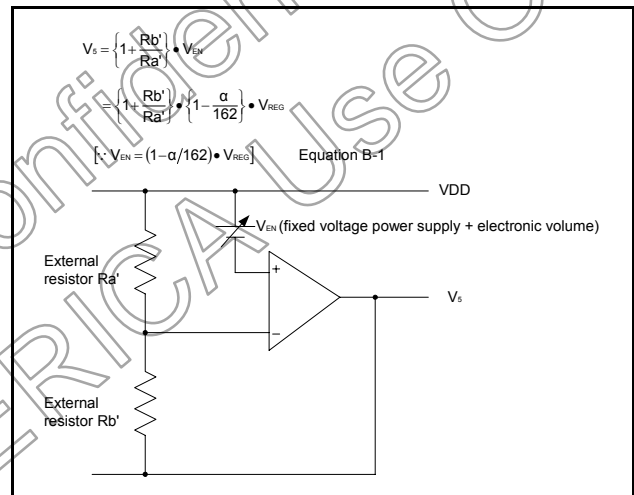 V5 = {1+ Rb'/Ra'} • VEN
= {1+ Rb'/Ra'} • {1− α/162} • VREG
[∵ VEN = (1−α/162) • VREG] Equation B-1
VDD
VEN (fixed voltage power supply + electronic volume)
External
resistor Ra'
+
V5
−
External
resistor Rb'